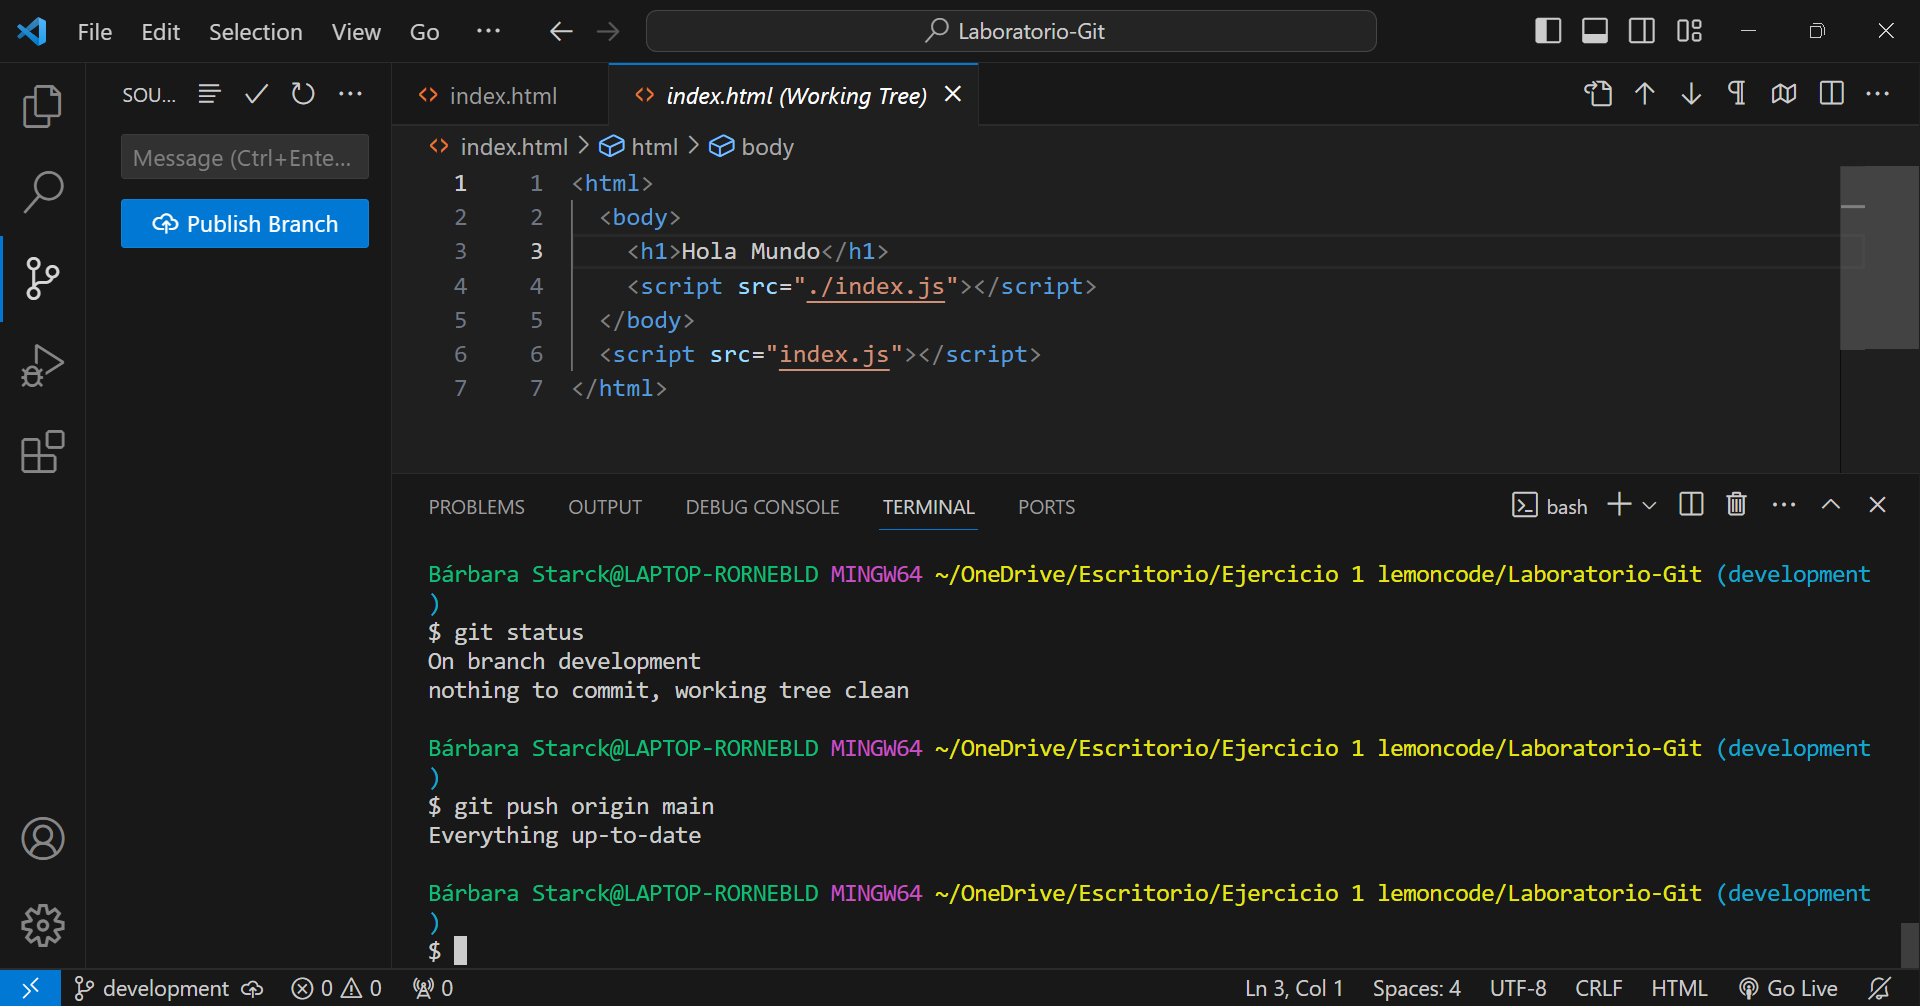 File Edit Selection View Go ··· Laboratorio-Git
SOU... ···
index.html
index.html (Working Tree)
Message (Ctrl+Ente...
Publish Branch
index.html > html > body
1 1 <html>
2 2 <body>
3 3 <h1>Hola Mundo</h1>
4 4 <script src="./index.js"></script>
5 5 </body>
6 6 <script src="index.js"></script>
7 7 </html>
PROBLEMS OUTPUT DEBUG CONSOLE TERMINAL PORTS bash
Bárbara Starck@LAPTOP-RORNEBLD MINGW64 ~/OneDrive/Escritorio/Ejercicio 1 lemoncode/Laboratorio-Git (development
)
$ git status
On branch development
nothing to commit, working tree clean
Bárbara Starck@LAPTOP-RORNEBLD MINGW64 ~/OneDrive/Escritorio/Ejercicio 1 lemoncode/Laboratorio-Git (development
)
$ git push origin main
Everything up-to-date
Bárbara Starck@LAPTOP-RORNEBLD MINGW64 ~/OneDrive/Escritorio/Ejercicio 1 lemoncode/Laboratorio-Git (development
)
$
development 0 0 0 Ln 3, Col 1 Spaces: 4 UTF-8 CRLF HTML Go Live